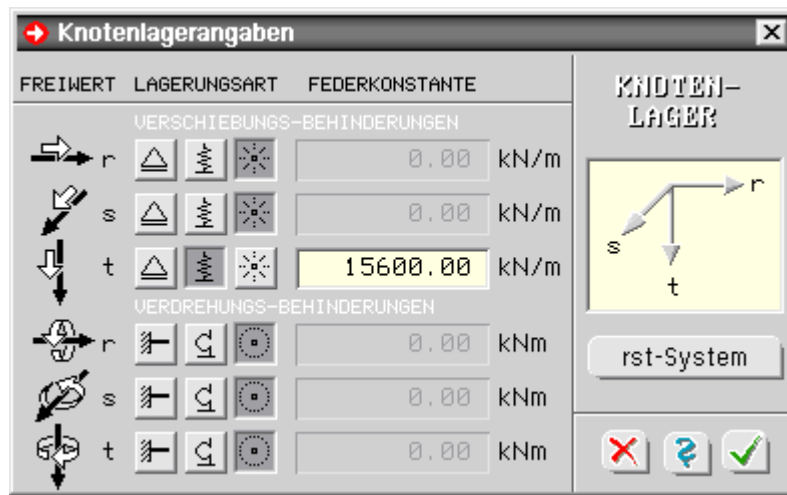 Knotenlagerangaben
FREIWERT LAGERUNGSART FEDERKONSTANTE
KNOTEN-
LAGER
VERSCHIEBUNGS-BEHINDERUNGEN
r 0.00 kN/m
s 0.00 kN/m
t 15600.00 kN/m
r
s
t
VERDREHUNGS-BEHINDERUNGEN
r 0.00 kNm
s 0.00 kNm
t 0.00 kNm
rst-System